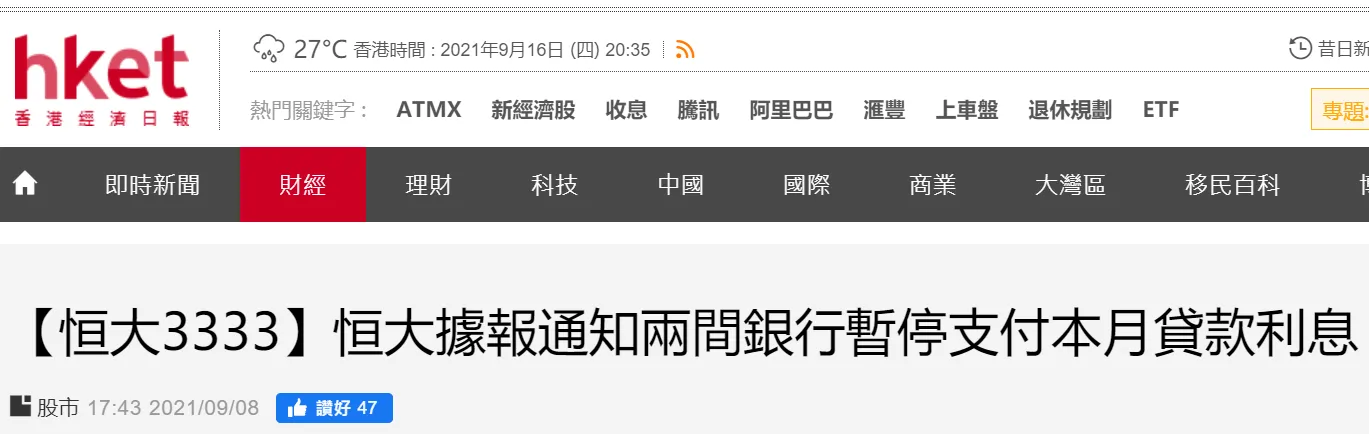 hket
香港經濟日報
27°C 香港時間 : 2021年9月16日 (四) 20:35
昔日新
熱門關鍵字 : ATMX 新經濟股 收息 騰訊 阿里巴巴 滙豐 上車盤 退休規劃 ETF
專題:
即時新聞 財經 理財 科技 中國 國際 商業 大灣區 移民百科
【恒大3333】恒大據報通知兩間銀行暫停支付本月貸款利息
股市 17:43 2021/09/08 讚好 47